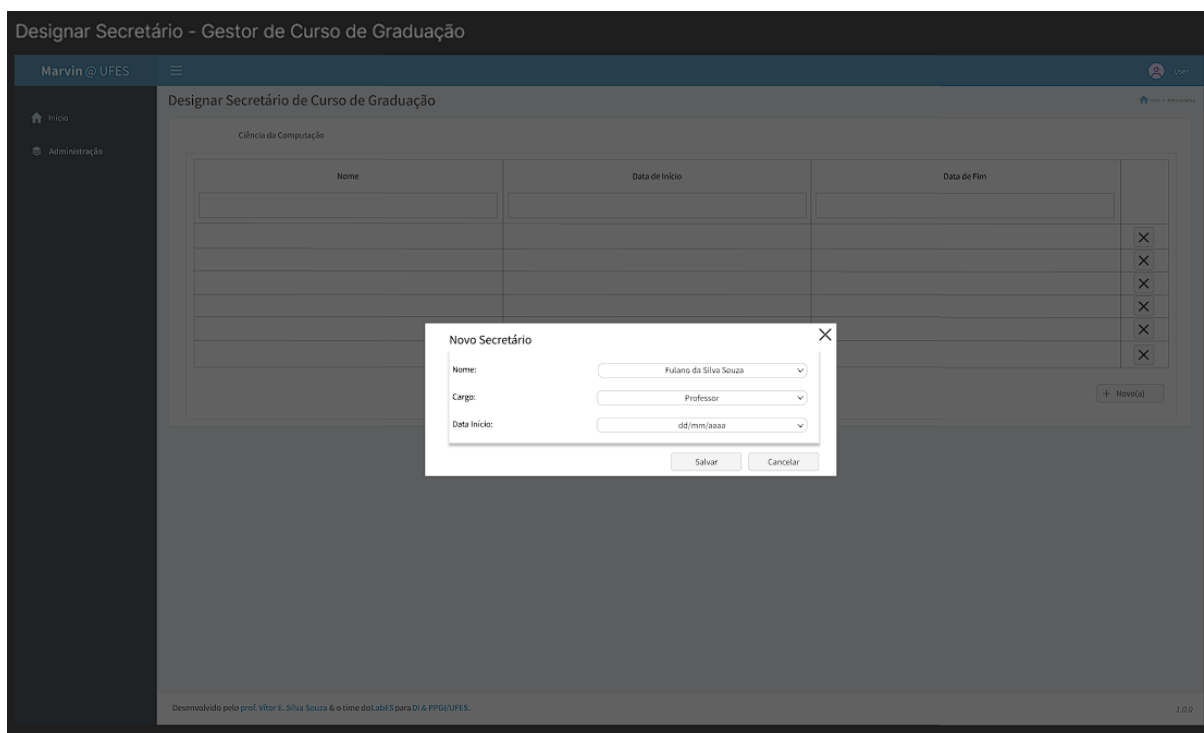 Designar Secretário - Gestor de Curso de Graduação
Marvin @ UFES
User
Designar Secretário de Curso de Graduação
Início
Ciência da Computação
Administração
Nome Data de Início Data de Fim
Novo Secretário
Nome: Fulano da Silva Souza
Cargo: Professor
+ Novo(a)
Data Início: dd/mm/aaaa
Salvar Cancelar
Desenvolvido pelo prof. Vítor E. Silva Souza & o time do LabES para DI & PPGI/UFES.
1.0.0